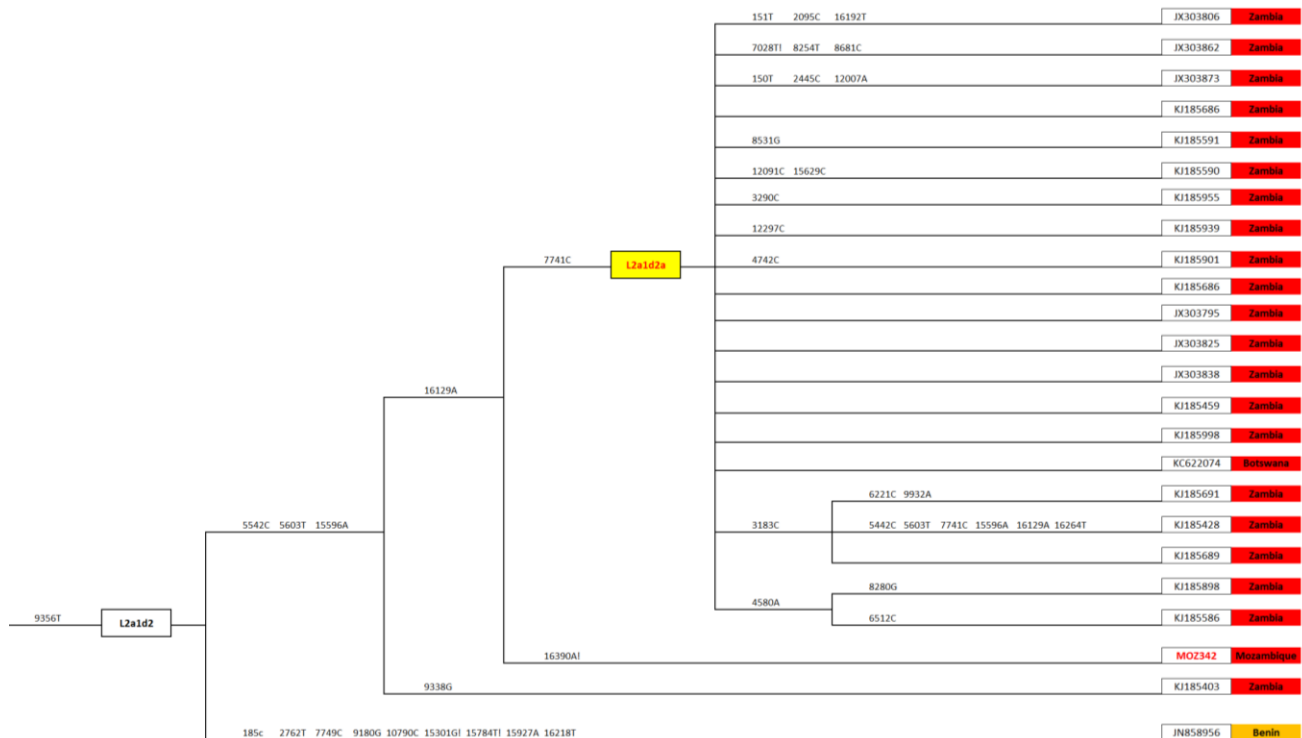 151T 2095C 16192T JX303806 Zambia
7028T! 8254T 8681C JX303862 Zambia
150T 2445C 12007A JX303873 Zambia
KJ185686 Zambia
8531G KJ185591 Zambia
12091C 15629C KJ185590 Zambia
3290C KJ185955 Zambia
12297C KJ185939 Zambia
7741C L2a1d2a 4742C KJ185901 Zambia
KJ185686 Zambia
JX303795 Zambia
JX303825 Zambia
JX303838 Zambia
16129A KJ185459 Zambia
KJ185998 Zambia
KC622074 Botswana
6221C 9932A KJ185691 Zambia
5542C 5603T 15596A 3183C 5442C 5603T 7741C 15596A 16129A 16264T KJ185428 Zambia
KJ185689 Zambia
8280G KJ185898 Zambia
4580A
9356T L2a1d2 6512C KJ185586 Zambia
16390A! MOZ342 Mozambique
9338G KJ185403 Zambia
185c 2762T 7749C 9180G 10790C 15301G! 15784T! 15927A 16218T JN858956 Benin